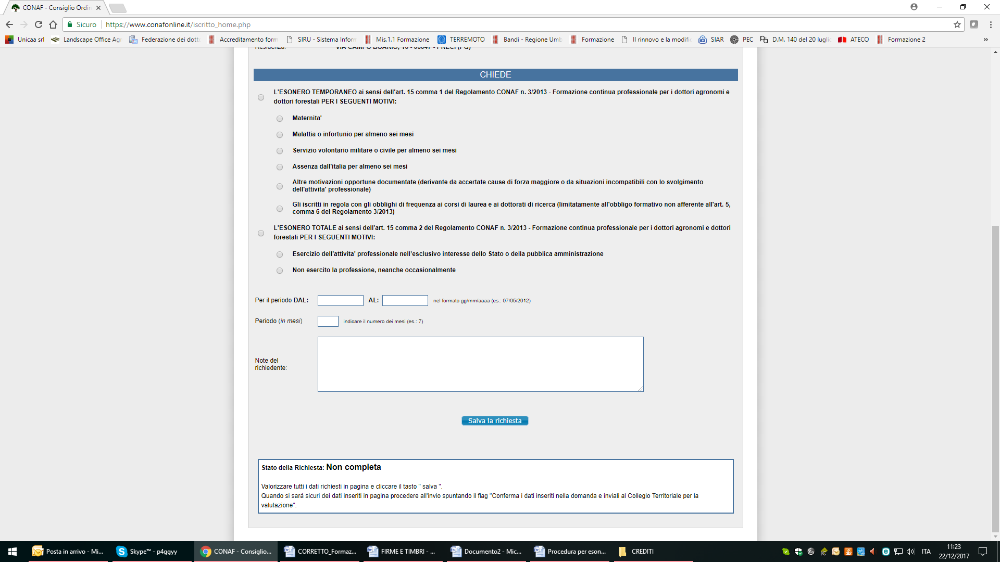 CONAF - Consiglio Ordin
Sicuro https://www.conafonline.it/iscritto_home.php
Unicaa srl Landscape Office Agr Federazione dei dott Accreditamento form SIRU - Sistema Inform Mis.1.1 Formazione TERREMOTO Bandi - Regione Umb Formazione Il rinnovo e la modific SIAR PEC D.M. 140 del 20 luglio ATECO Formazione 2 »
CHIEDE
L'ESONERO TEMPORANEO ai sensi dell'art. 15 comma 1 del Regolamento CONAF n. 3/2013 - Formazione continua professionale per i dottori agronomi e
dottori forestali PER I SEGUENTI MOTIVI:
Maternita'
Malattia o infortunio per almeno sei mesi
Servizio volontario militare o civile per almeno sei mesi
Assenza dall'italia per almeno sei mesi
Altre motivazioni opportune documentate (derivante da accertate cause di forza maggiore o da situazioni incompatibili con lo svolgimento
dell'attivita' professionale)
Gli iscritti in regola con gli obblighi di frequenza ai corsi di laurea e ai dottorati di ricerca (limitatamente all'obbligo formativo non afferente all'art. 5,
comma 6 del Regolamento 3/2013)
L'ESONERO TOTALE ai sensi dell'art. 15 comma 2 del Regolamento CONAF n. 3/2013 - Formazione continua professionale per i dottori agronomi e dottori
forestali PER I SEGUENTI MOTIVI:
Esercizio dell'attivita' professionale nell'esclusivo interesse dello Stato o della pubblica amministrazione
Non esercito la professione, neanche occasionalmente
Per il periodo DAL: AL: nel formato gg/mm/aaaa (es.: 07/05/2012)
Periodo (in mesi) indicare il numero dei mesi (es.: 7)
Note del
richiedente:
Salva la richiesta
Stato della Richiesta: Non completa
Valorizzare tutti i dati richiesti in pagina e cliccare il tasto " salva ".
Quando si sarà sicuri dei dati inseriti in pagina procedere all'invio spuntando il flag "Conferma i dati inseriti nella domanda e inviali al Collegio Territoriale per la
valutazione".
Posta in arrivo - Mi... Skype™ - p4ggyy CONAF - Consiglio... CORRETTO_Formaz... FIRME E TIMBRI - ... Documento2 - Mic... Procedura per eson... CREDITI ITA 11:23
22/12/2017